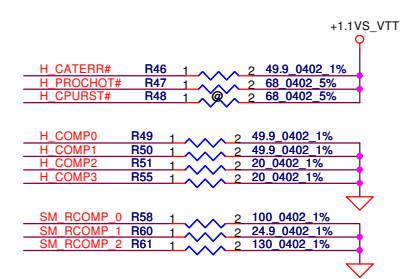 +1.1VS_VTT
H_CATERR# R46 1 2 49.9_0402_1%
H_PROCHOT# R47 1 2 68_0402_5%
H_CPURST# R48 1 @ 2 68_0402_5%
H_COMP0 R49 1 2 49.9_0402_1%
H_COMP1 R50 1 2 49.9_0402_1%
H_COMP2 R51 1 2 20_0402_1%
H_COMP3 R55 1 2 20_0402_1%
SM_RCOMP_0 R58 1 2 100_0402_1%
SM_RCOMP_1 R60 1 2 24.9_0402_1%
SM_RCOMP_2 R61 1 2 130_0402_1%